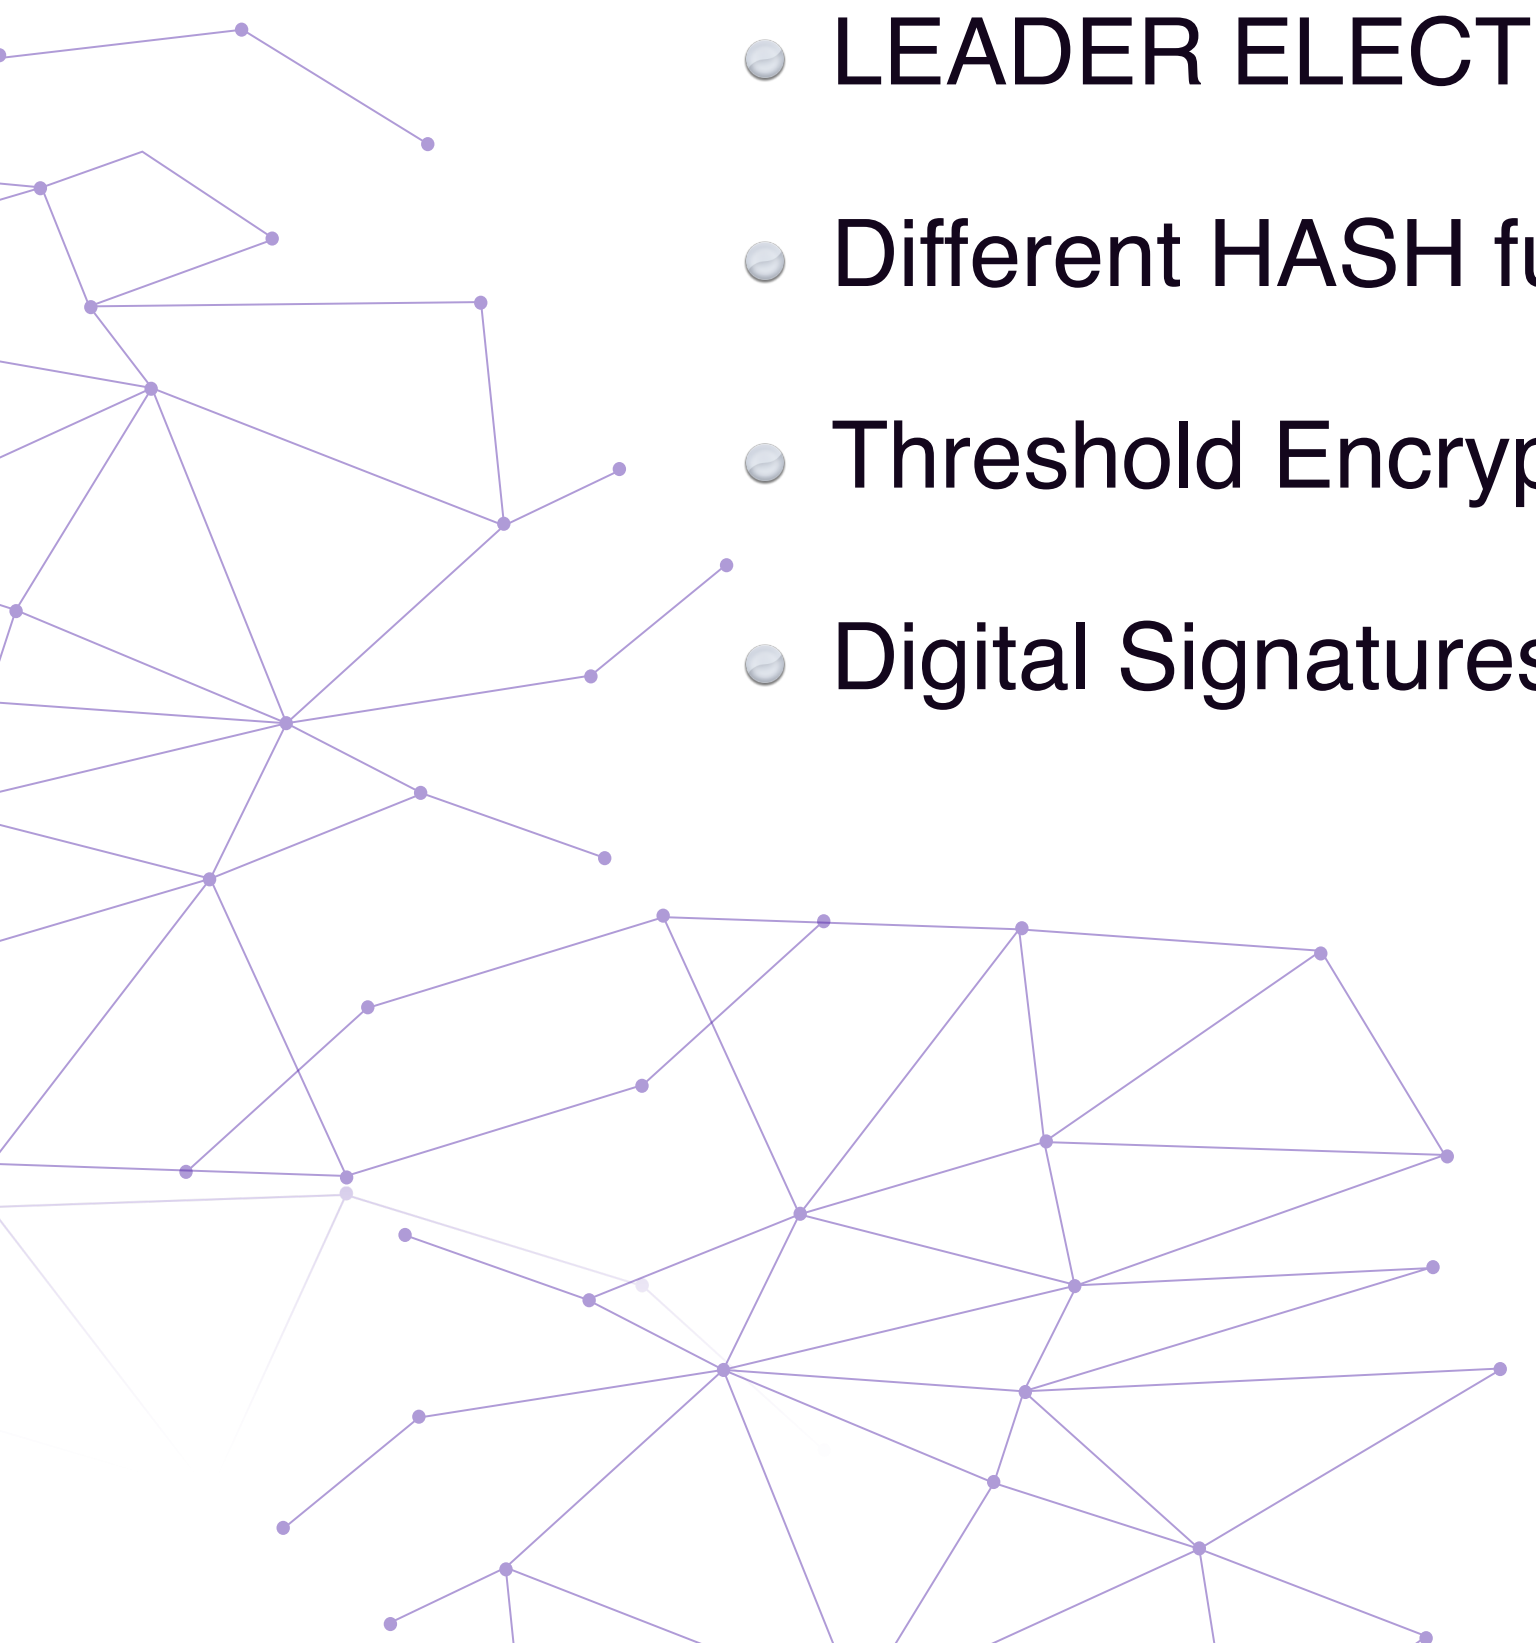 LEADER ELECT
Different HASH fu
Threshold Encryp
Digital Signatures